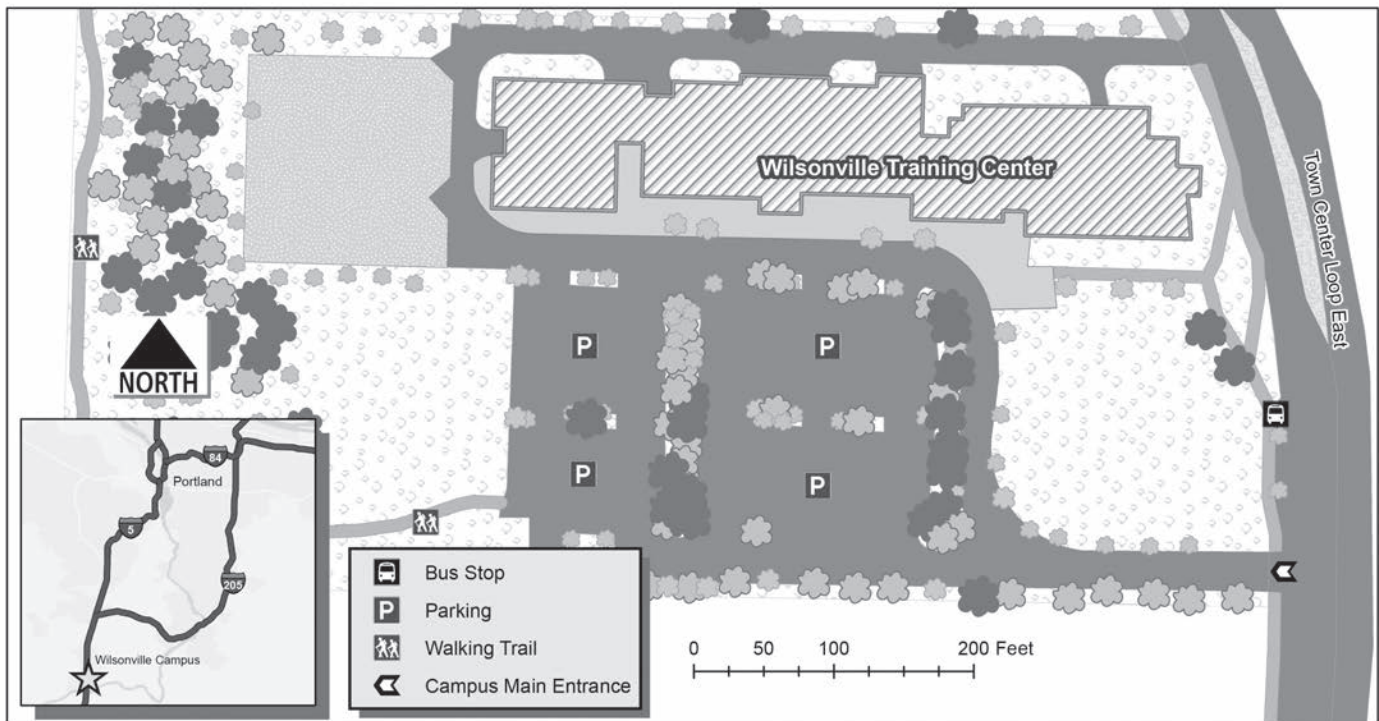 Wilsonville Training Center
Town Center Loop East
NORTH
P
P
P
P
84
Portland
5
205
Wilsonville Campus
Bus Stop
P Parking
Walking Trail
Campus Main Entrance
0 50 100 200 Feet